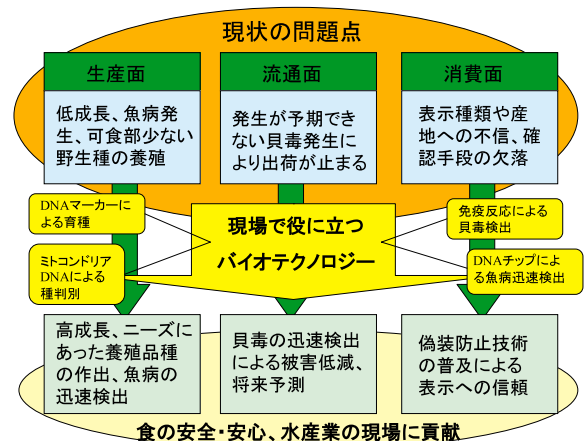 現状の問題点
生産面
流通面
消費面
低成長、魚病発
生、可食部少ない
野生種の養殖
発生が予期でき
ない貝毒発生に
より出荷が止まる
表示種類や産
地への不信、確
認手段の欠落
DNAマーカーに
よる育種
ミトコンドリア
DNAによる
種判別
現場で役に立つ
バイオテクノロジー
免疫反応による
貝毒検出
DNAチップによ
る魚病迅速検出
高成長、ニーズに
あった養殖品種
の作出、魚病の
迅速検出
貝毒の迅速検出
による被害低減、
将来予測
偽装防止技術
の普及による
表示への信頼
食の安全・安心、水産業の現場に貢献